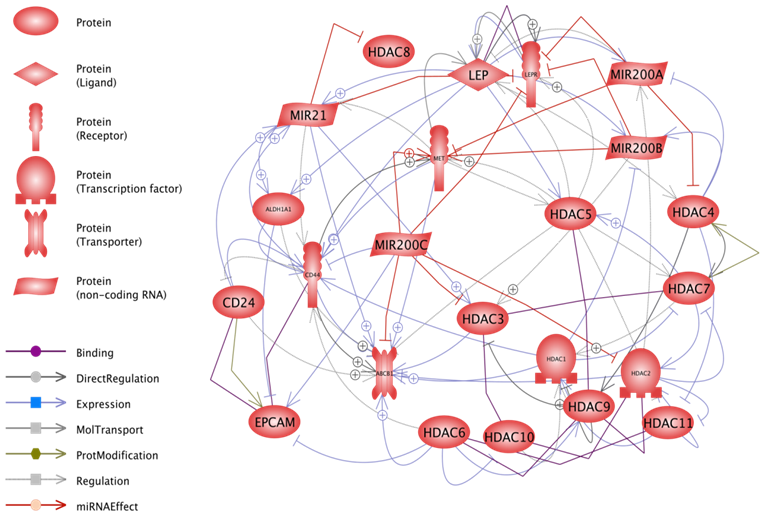 Protein
Protein
(Ligand)
Protein
(Receptor)
Protein
(Transcription factor)
Protein
(Transporter)
Protein
(non-coding RNA)
Binding
DirectRegulation
Expression
MolTransport
ProtModification
Regulation
miRNAEffect
HDAC8
LEP
LEPR
MIR200A
MIR21
MET
MIR200B
ALDH1A1
HDAC5
HDAC4
MIR200C
CD44
CD24
HDAC7
HDAC3
HDAC1
HDAC2
ABCB1
HDAC9
EPCAM
HDAC6
HDAC10
HDAC11